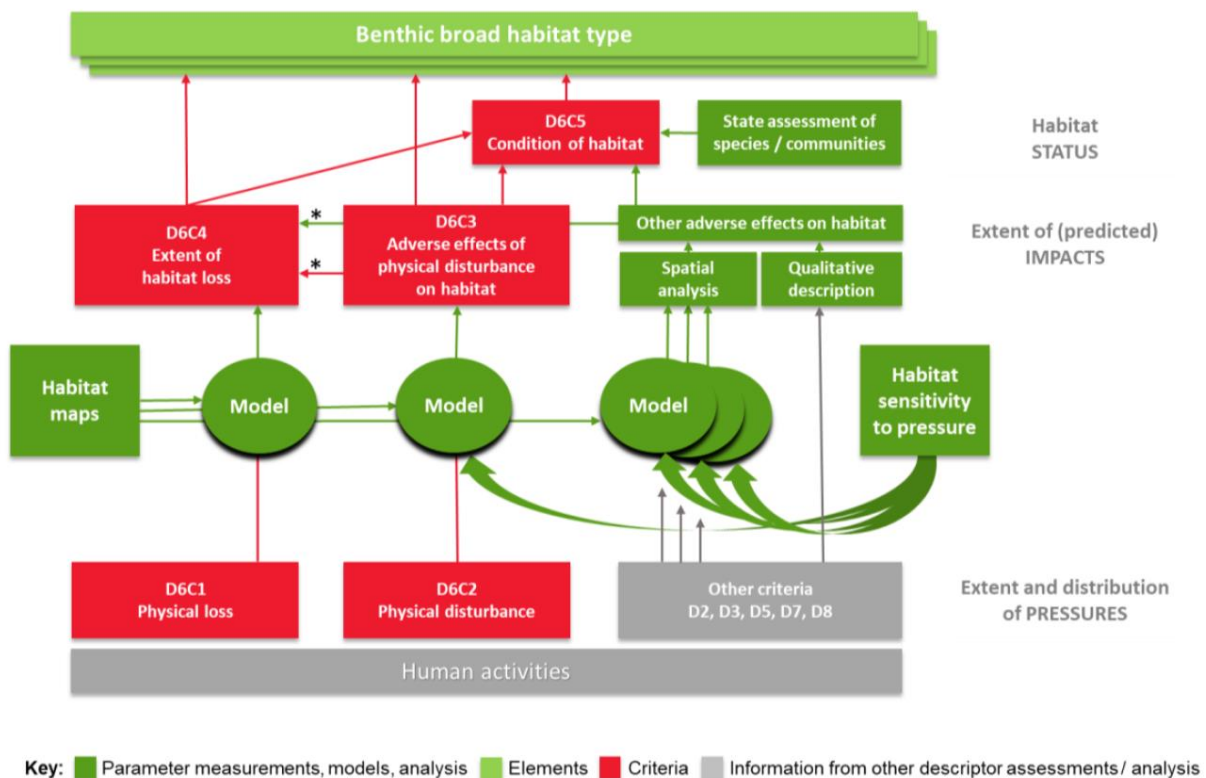 Benthic broad habitat type
D6C5
Condition of habitat
State assessment of
species / communities
Habitat
STATUS
*
*
D6C4
Extent of
habitat loss
D6C3
Adverse effects of
physical disturbance
on habitat
Other adverse effects on habitat
Spatial
analysis
Qualitative
description
Extent of (predicted)
IMPACTS
Habitat
maps
Model
Model
Model
Habitat
sensitivity
to pressure
D6C1
Physical loss
D6C2
Physical disturbance
Other criteria
D2, D3, D5, D7, D8
Extent and distribution
of PRESSURES
Human activities
Key: Parameter measurements, models, analysis Elements Criteria Information from other descriptor assessments / analysis